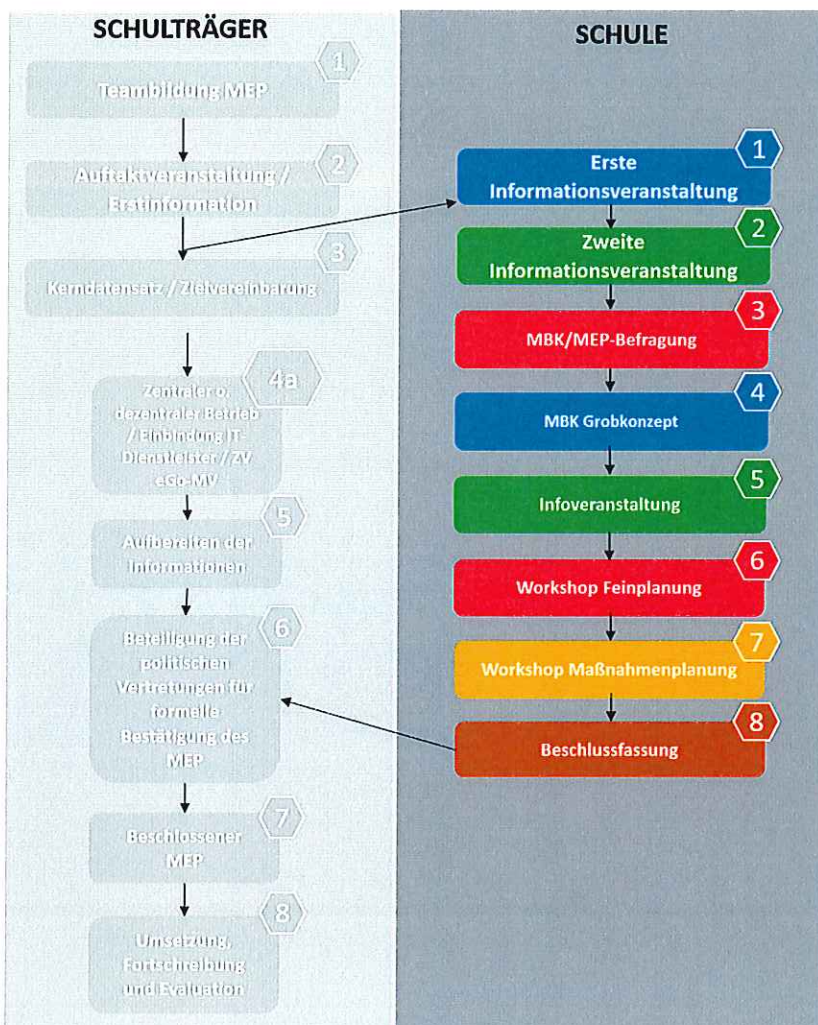 SCHULTRÄGER
1
Teambildung MEP
2
Auftaktveranstaltung /
Erstinformation
3
Kerndatensatz / Zielvereinbarung
4a
Zentraler o.
dezentraler Betrieb
/ Einbindung IT
Dienstleister / ZV
eGo-MV
5
Aufbereiten der
Informationen
6
Beteiligung der
politischen
Vertretungen für
formelle
Bestätigung des
MEP
7
Beschlossener
MEP
8
Umsetzung,
Fortschreibung
und Evaluation
SCHULE
1
Erste
Informationsveranstaltung
2
Zweite
Informationsveranstaltung
3
MBK/MEP-Befragung
4
MBK Grobkonzept
5
Infoveranstaltung
6
Workshop Feinplanung
7
Workshop Maßnahmenplanung
8
Beschlussfassung